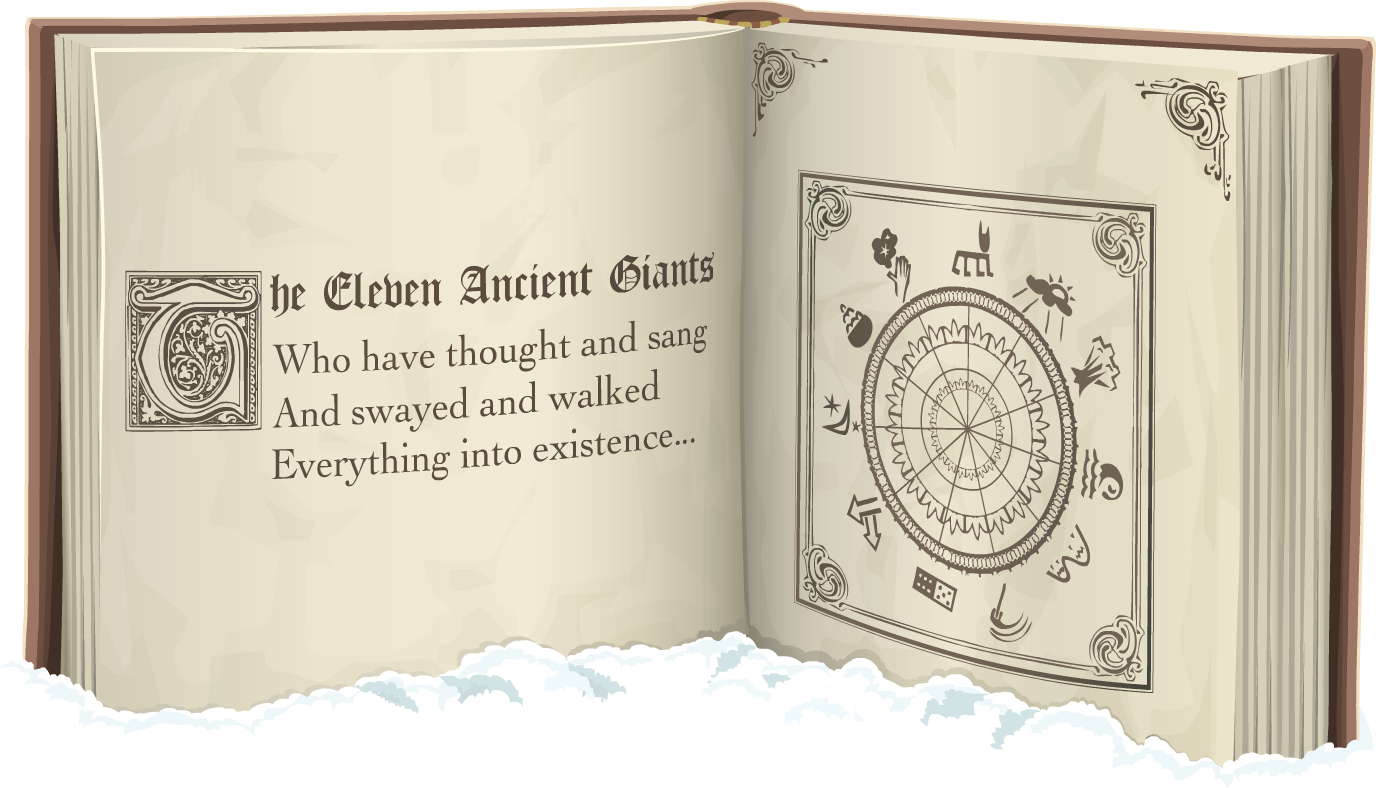 The Eleven Ancient Giants
Who have thought and sang
And swayed and walked
Everything into existence...